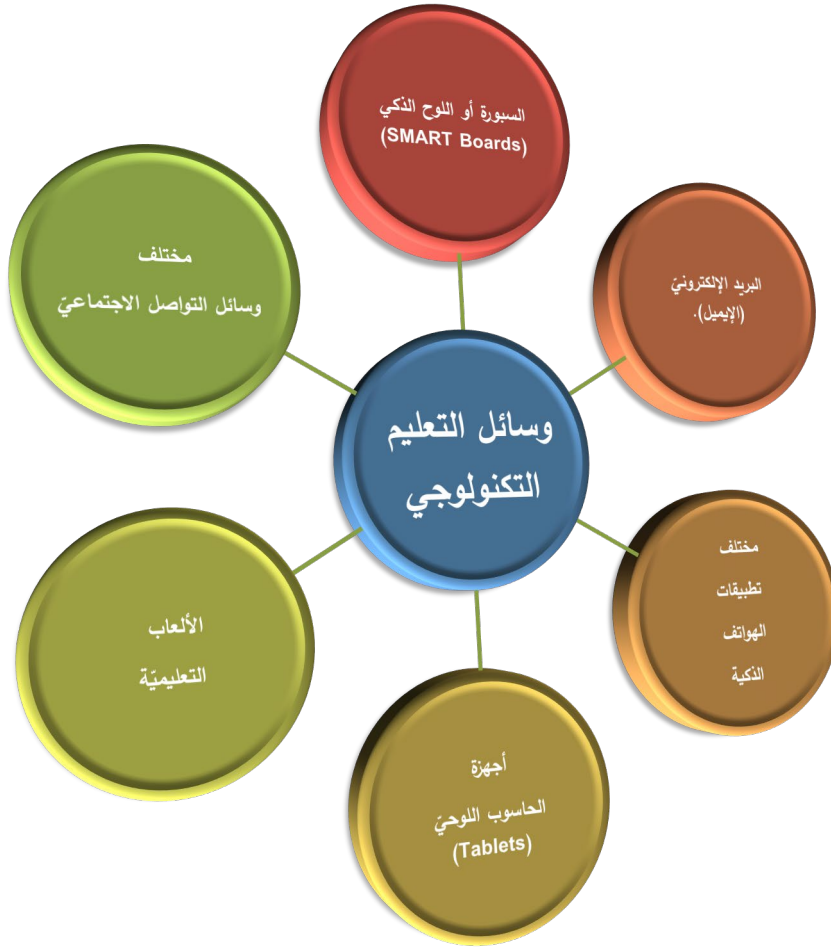 السبورة أو اللوح الذكي
(SMART Boards)
البريد الإلكترونيّ
(الإيميل).
مختلف
تطبيقات
الهواتف
الذكية
أجهزة
الحاسوب اللوحيّ
(Tablets)
الألعاب
التعليميّة
مختلف
وسائل التواصل الاجتماعيّ
وسائل التعليم
التكنولوجي